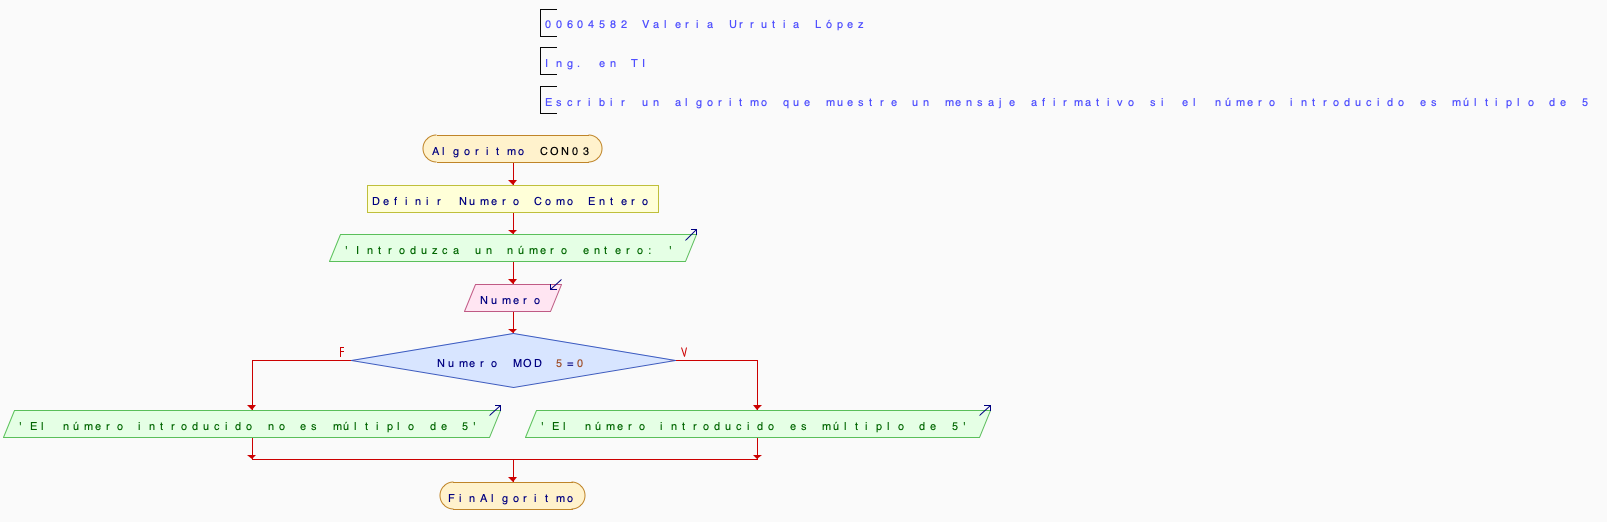 00604582 Valeria Urrutia López
Ing. en TI
Escribir un algoritmo que muestre un mensaje afirmativo si el número introducido es múltiplo de 5
Algoritmo CON03
Definir Numero Como Entero
'Introduzca un número entero: '
Numero
F
V
Numero MOD 5=0
'El número introducido no es múltiplo de 5'
'El número introducido es múltiplo de 5'
FinAlgoritmo